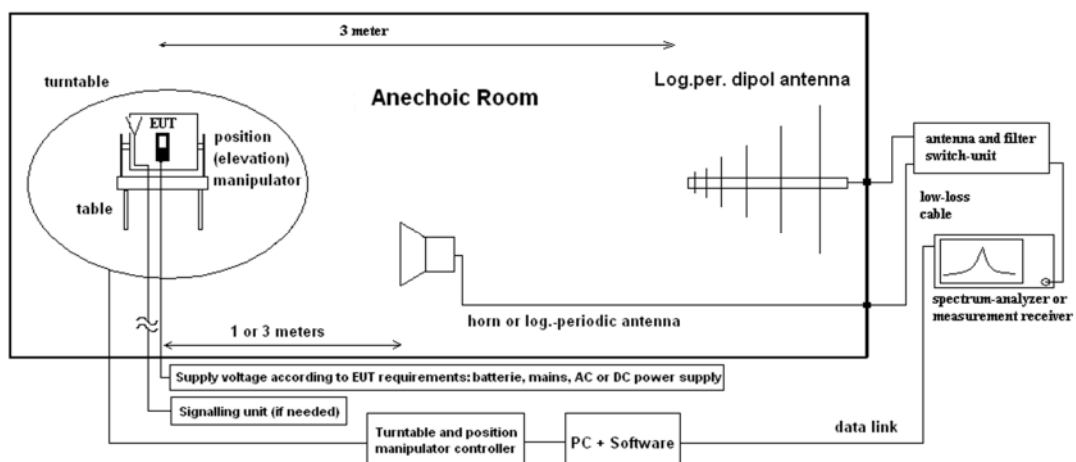 3 meter
turntable
Log.per. dipol antenna
Anechoic Room
EUT
position
(elevation)
manipulator
antenna and filter
switch-unit
table
low-loss
cable
spectrum-analyzer or
measurement receiver
horn or log.-periodic antenna
1 or 3 meters
Supply voltage according to EUT requirements: batterie, mains, AC or DC power supply
Signalling unit (if needed)
Turntable and position
manipulator controller
PC + Software
data link